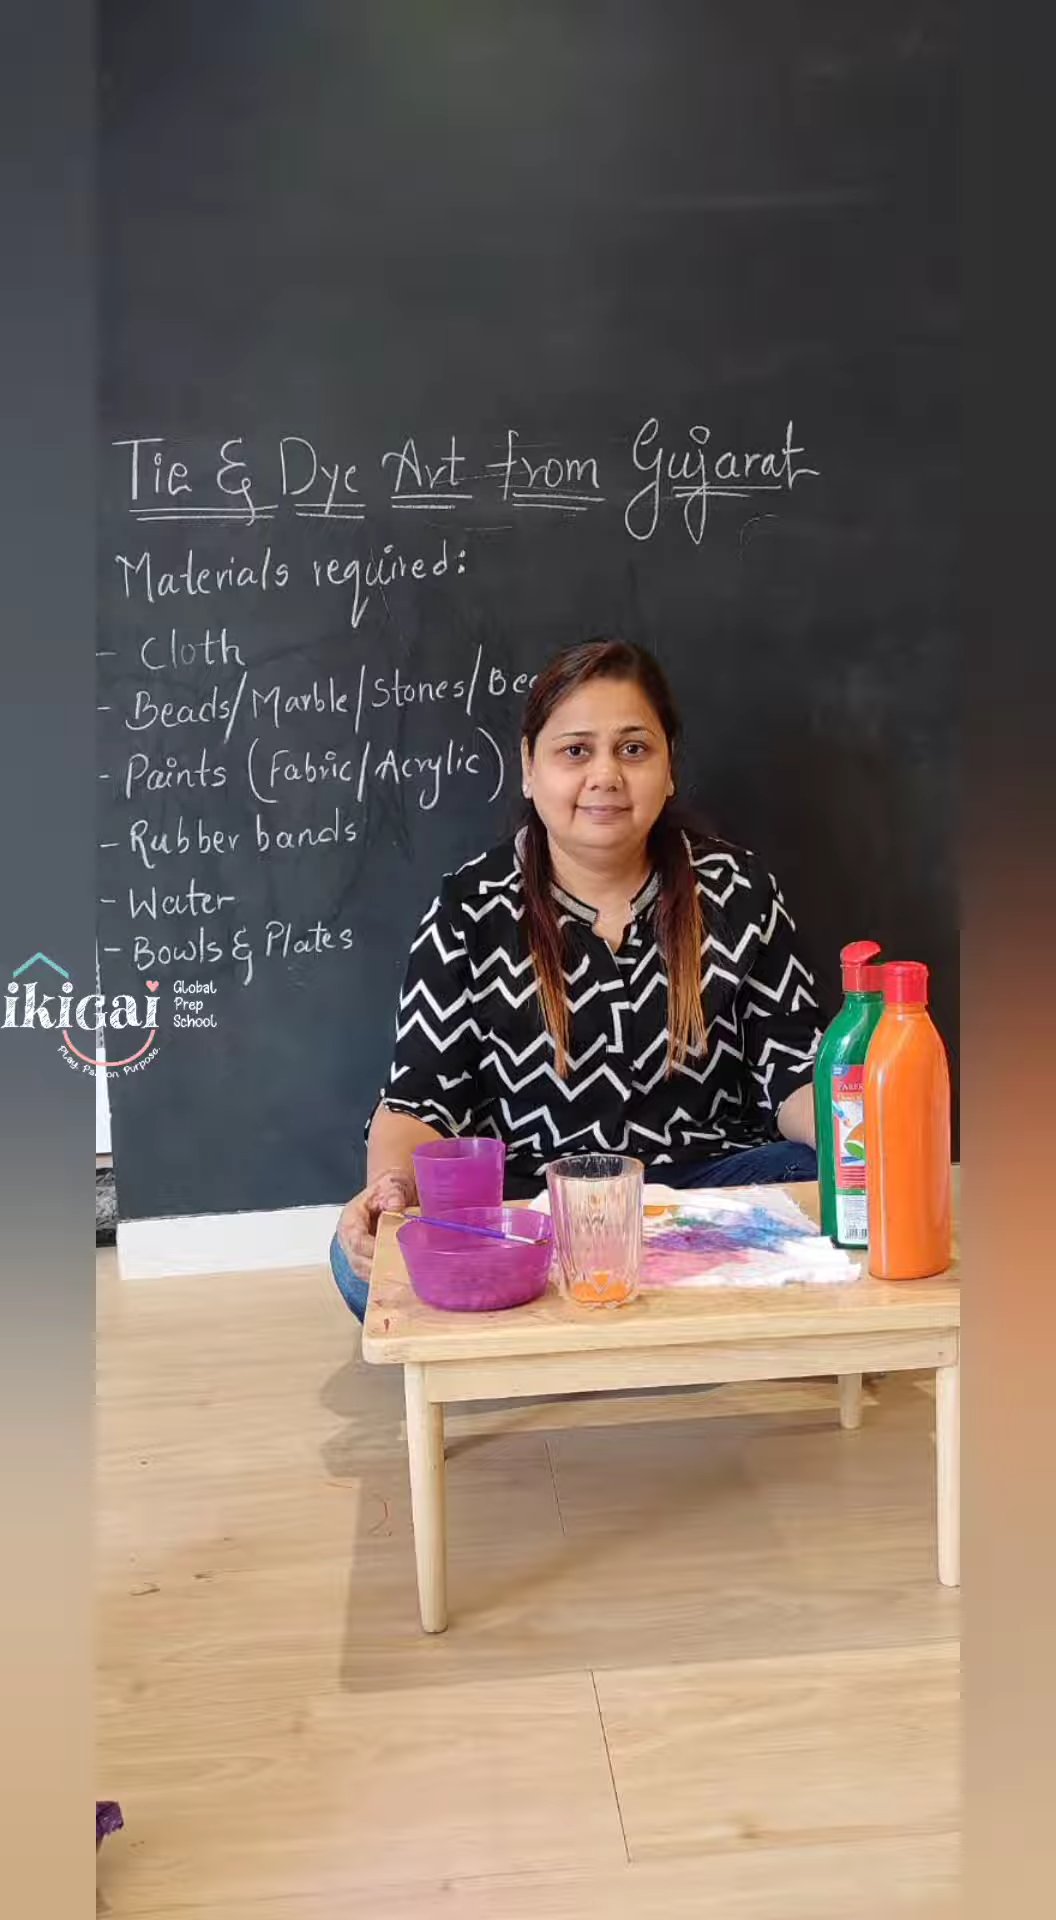 Tie & Dye Art from Gujarat
Materials required:
- Cloth
- Beads/Marble/Stones/
- Paints (Fabric/Acrylic)
- Rubber bands
- Water
- Bowls & Plates
ikigai Global Prep School
Play. Passion Purpose.